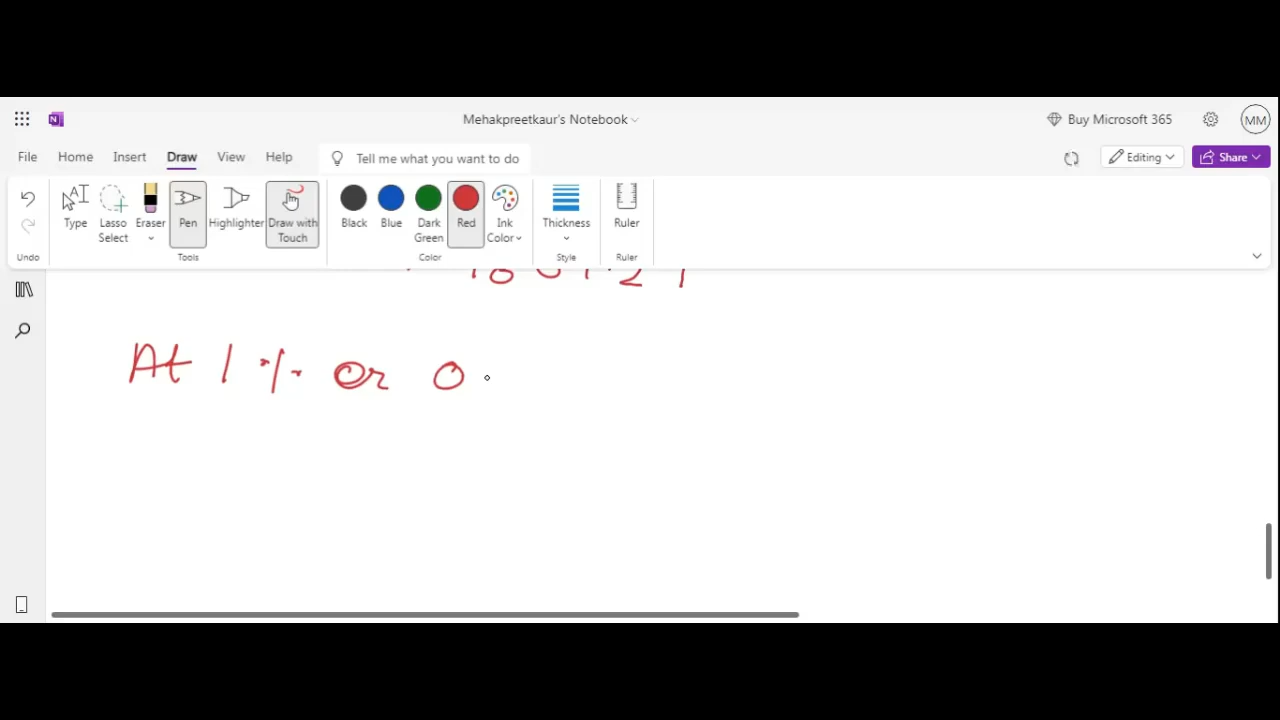 Mehakpreetkaur's Notebook
Buy Microsoft 365
MM
File Home Insert Draw View Help Tell me what you want to do Editing Share
Type Lasso Select Eraser Pen Highlighter Draw with Touch Black Blue Dark Green Red Ink Color Thickness Ruler
Undo Tools Color Style Ruler
At 1 % or 0